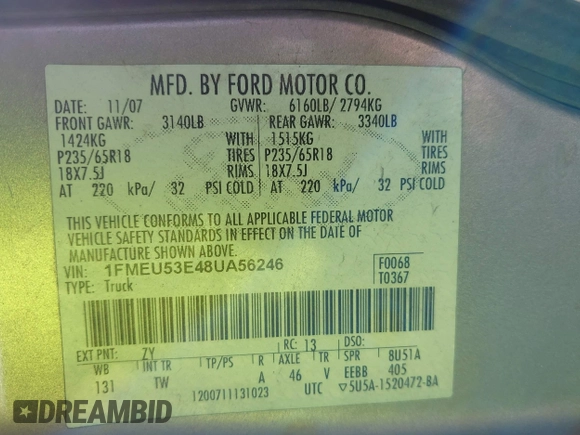 MFD. BY FORD MOTOR CO.
DATE: 11/07 GVWR: 6160LB/ 2794KG
FRONT GAWR: 3140LB REAR GAWR: 3340LB
1424KG WITH 1515KG WITH
P235/65R18 TIRES P235/65R18 TIRES
18X7.5J RIMS 18X7.5J RIMS
AT 220 kPa/ 32 PSI COLD AT 220 kPa/ 32 PSI COLD
THIS VEHICLE CONFORMS TO ALL APPLICABLE FEDERAL MOTOR
VEHICLE SAFETY STANDARDS IN EFFECT ON THE DATE OF
MANUFACTURE SHOWN ABOVE.
VIN: 1FMEU53E48UA56246 F0068
TYPE: Truck T0367
EXT PNT: ZY RC: 13 DSO:
WB INT TR TP/PS R AXLE TR SPR 8U51A
131 TW A 46 V EEBB 405
1200711131023 UTC ▽5U5A-1520472-BA
DREAMBID